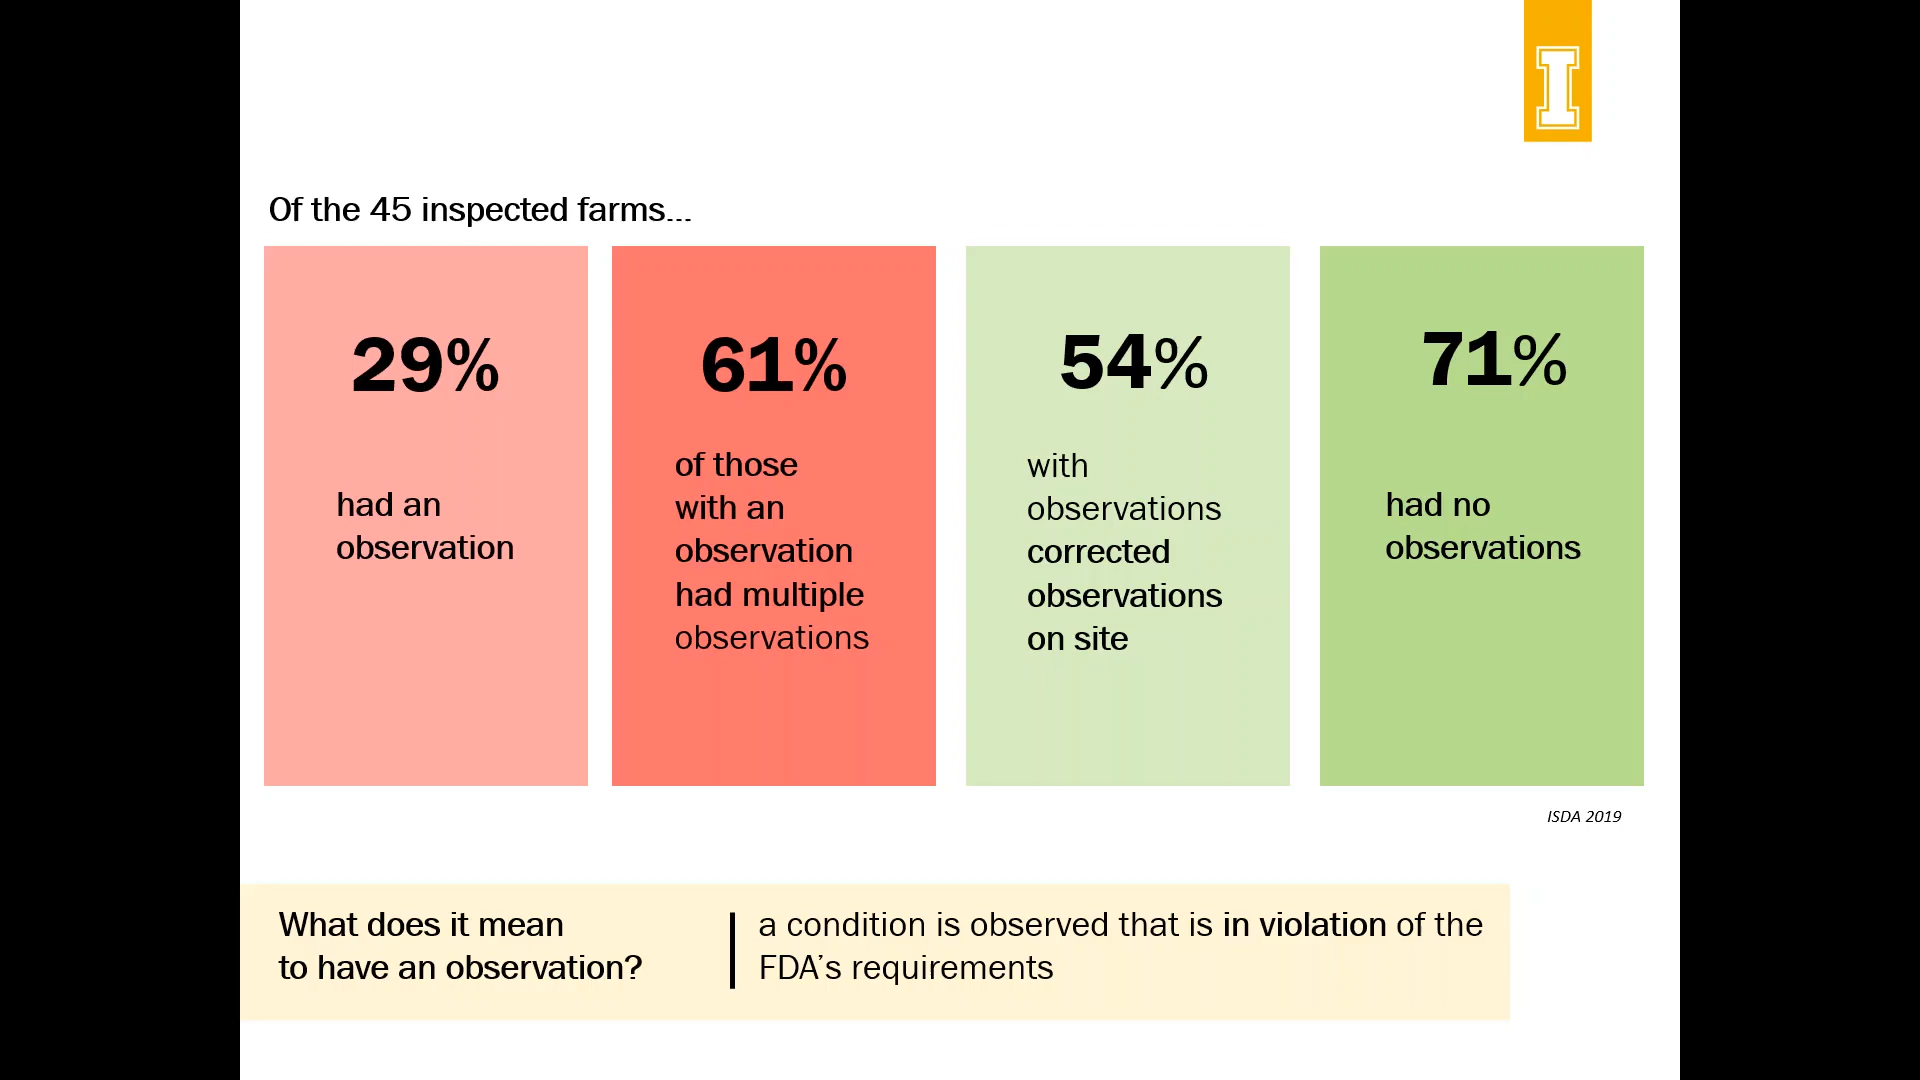 I
Of the 45 inspected farms...
29%
had an
observation
61%
of those
with an
observation
had multiple
observations
54%
with
observations
corrected
observations
on site
71%
had no
observations
ISDA 2019
What does it mean
to have an observation?
a condition is observed that is in violation of the
FDA's requirements